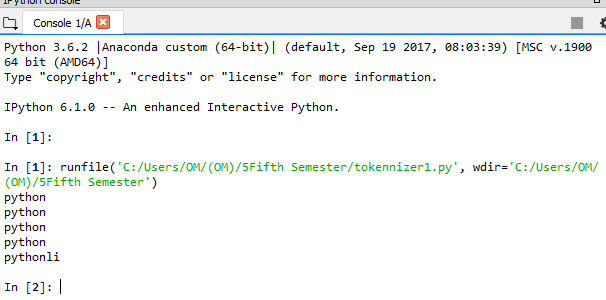 IPython console
Console 1/A
Python 3.6.2 |Anaconda custom (64-bit)| (default, Sep 19 2017, 08:03:39) [MSC v.1900
64 bit (AMD64)]
Type "copyright", "credits" or "license" for more information.
IPython 6.1.0 -- An enhanced Interactive Python.
In [1]:
In [1]: runfile('C:/Users/OM/(OM)/5Fifth Semester/tokennizer1.py', wdir='C:/Users/OM/
(OM)/5Fifth Semester')
python
python
python
python
pythonli
In [2]: